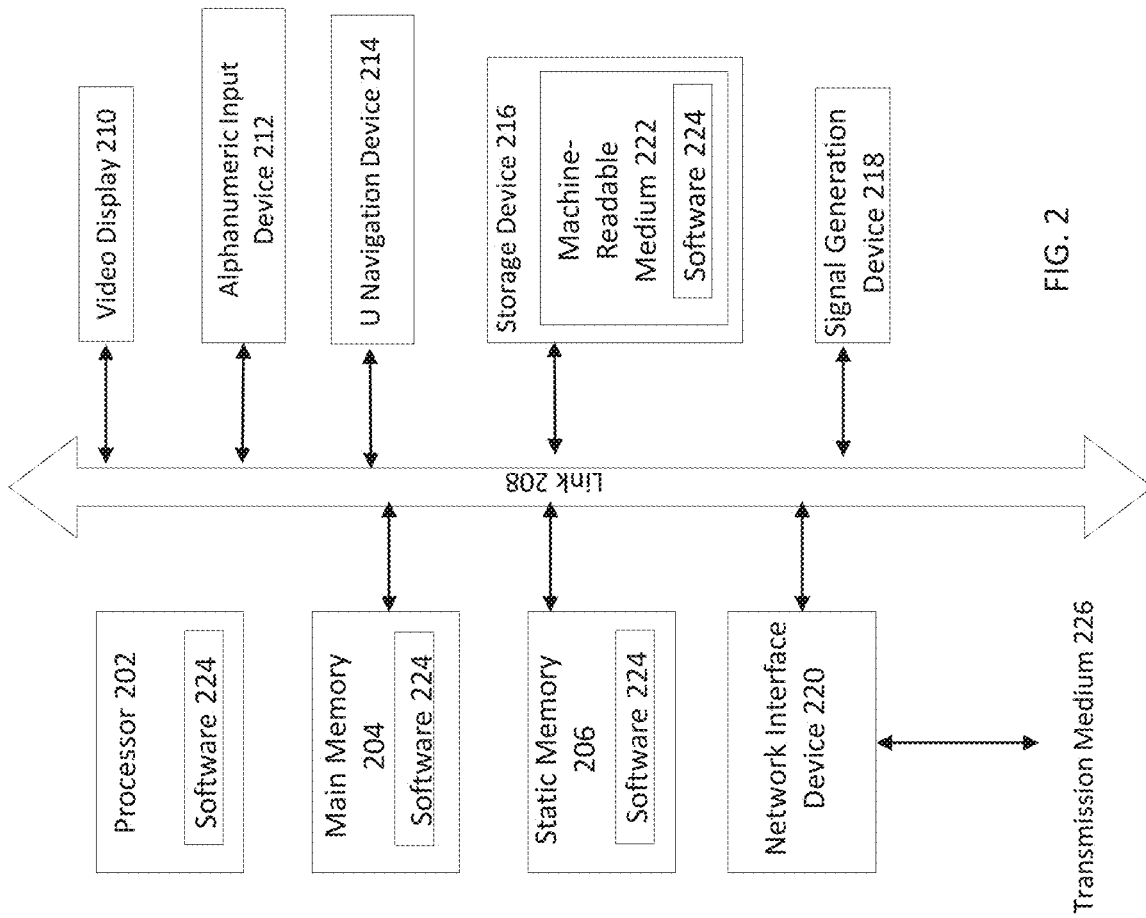 Processor 202
Software 224
Main Memory
204
Software 224
Static Memory
206
Software 224
Network Interface
Device 220
Transmission Medium 226
Link 208
Video Display 210
Alphanumeric Input
Device 212
U Navigation Device 214
Storage Device 216
Machine-
Readable
Medium 222
Software 224
Signal Generation
Device 218
FIG. 2